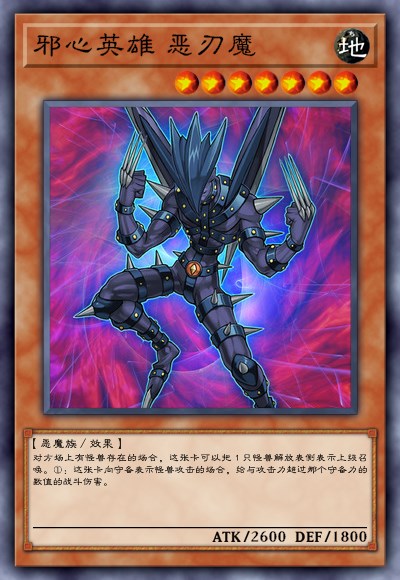 邪心英雄 恶刃魔
地
【恶魔族／效果】
对方场上有怪兽存在的场合，这张卡可以把１只怪兽解放表侧表示上级召
唤。①：这张卡向守备表示怪兽攻击的场合，给与攻击力超过那个守备力的
数值的战斗伤害。
ATK/2600 DEF/1800